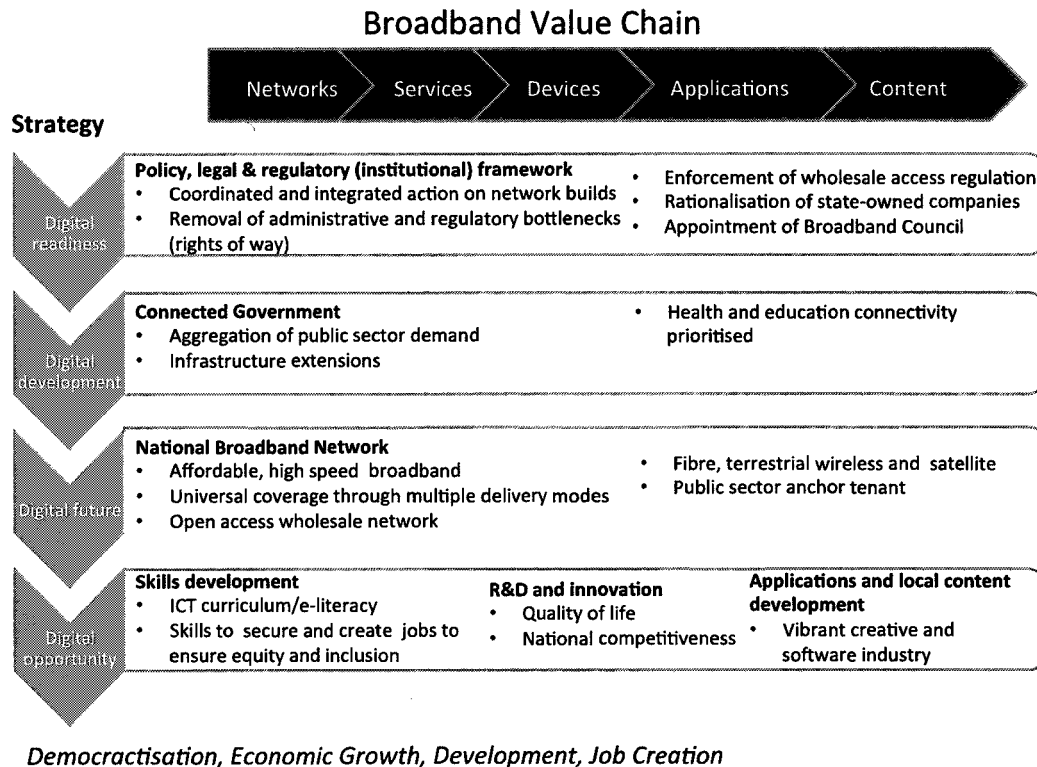 Broadband Value Chain
Networks
Services
Devices
Applications
Content
Strategy
Digital
readiness
Policy, legal & regulatory (institutional) framework
• Coordinated and integrated action on network builds
• Removal of administrative and regulatory bottlenecks
(rights of way)
• Enforcement of wholesale access regulation
• Rationalisation of state-owned companies
• Appointment of Broadband Council
Digital
development
Connected Government
• Aggregation of public sector demand
• Infrastructure extensions
• Health and education connectivity
prioritised
Digital future
National Broadband Network
• Affordable, high speed broadband
• Universal coverage through multiple delivery modes
• Open access wholesale network
• Fibre, terrestrial wireless and satellite
• Public sector anchor tenant
Digital
opportunity
Skills development
• ICT curriculum/e-literacy
• Skills to secure and create jobs to
ensure equity and inclusion
R&D and innovation
• Quality of life
• National competitiveness
Applications and local content
development
• Vibrant creative and
software industry
Democractisation, Economic Growth, Development, Job Creation